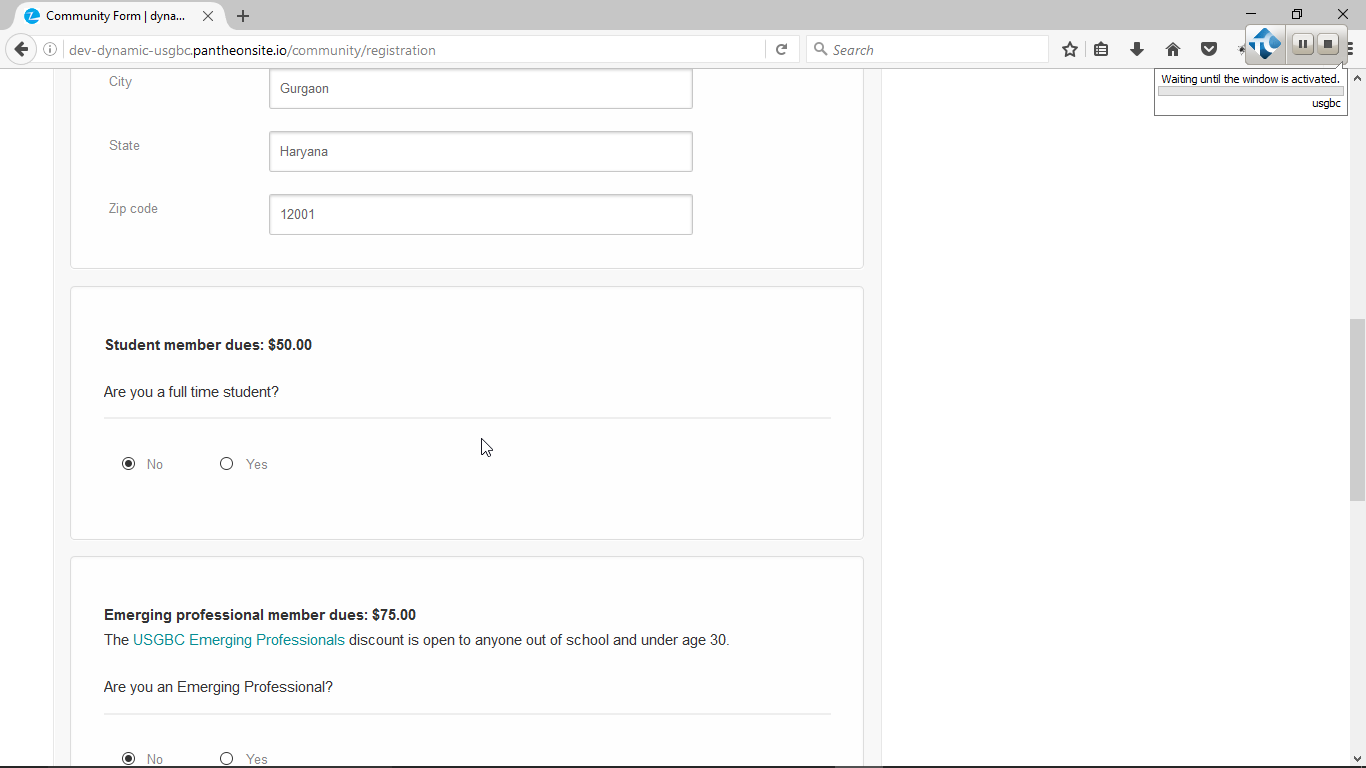 Community Form | dyna...
dev-dynamic-usgbc.pantheonsite.io/community/registration
Search
Waiting until the window is activated.
usgbc
City
Gurgaon
State
Haryana
Zip code
12001
Student member dues: $50.00
Are you a full time student?
No Yes
Emerging professional member dues: $75.00
The USGBC Emerging Professionals discount is open to anyone out of school and under age 30.
Are you an Emerging Professional?
No Yes